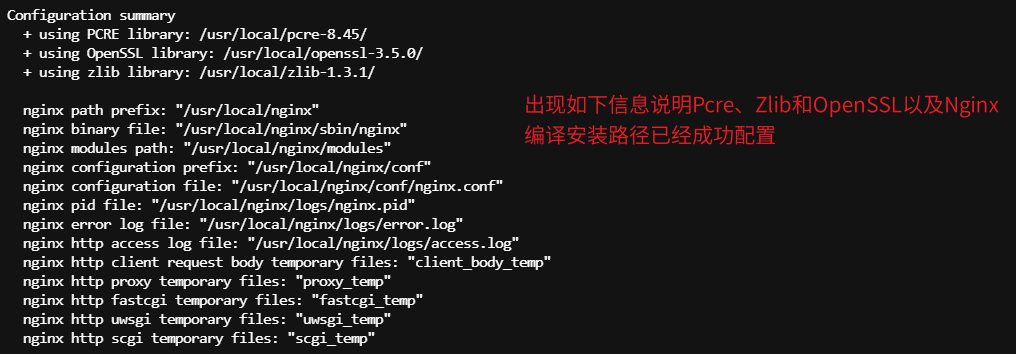 Configuration summary
+ using PCRE library: /usr/local/pcre-8.45/
+ using OpenSSL library: /usr/local/openssl-3.5.0/
+ using zlib library: /usr/local/zlib-1.3.1/
nginx path prefix: "/usr/local/nginx"
nginx binary file: "/usr/local/nginx/sbin/nginx"
nginx modules path: "/usr/local/nginx/modules"
nginx configuration prefix: "/usr/local/nginx/conf"
nginx configuration file: "/usr/local/nginx/conf/nginx.conf"
nginx pid file: "/usr/local/nginx/logs/nginx.pid"
nginx error log file: "/usr/local/nginx/logs/error.log"
nginx http access log file: "/usr/local/nginx/logs/access.log"
nginx http client request body temporary files: "client_body_temp"
nginx http proxy temporary files: "proxy_temp"
nginx http fastcgi temporary files: "fastcgi_temp"
nginx http uwsgi temporary files: "uwsgi_temp"
nginx http scgi temporary files: "scgi_temp"
出现如下信息说明Pcre、Zlib和OpenSSL以及Nginx
编译安装路径已经成功配置